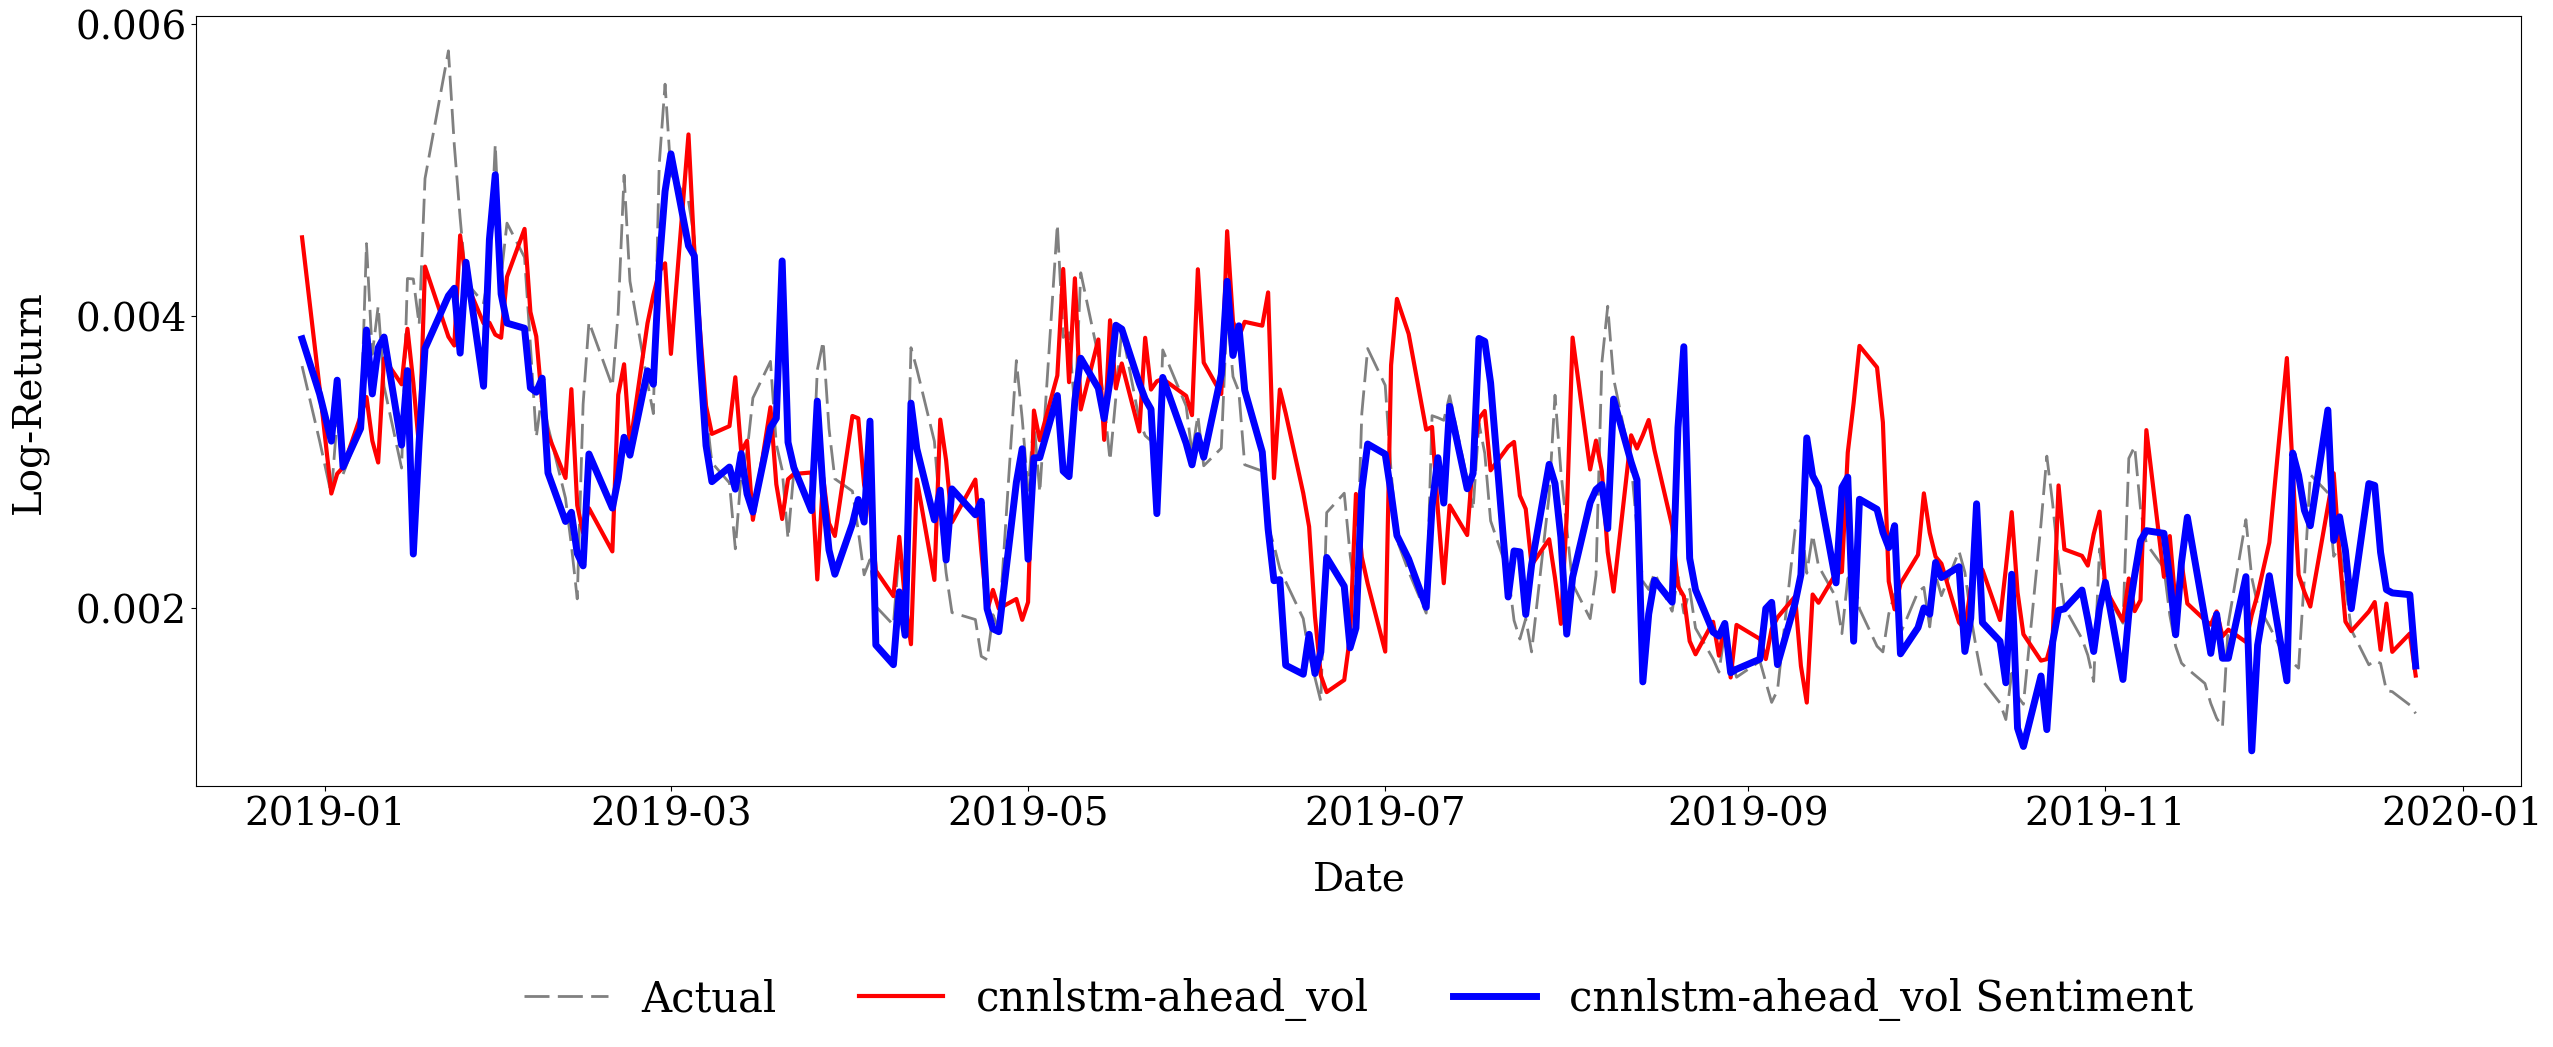 0.006
0.004
0.002
Log-Return
2019-01 2019-03 2019-05 2019-07 2019-09 2019-11 2020-01
Date
Actual cnnlstm-ahead_vol cnnlstm-ahead_vol Sentiment